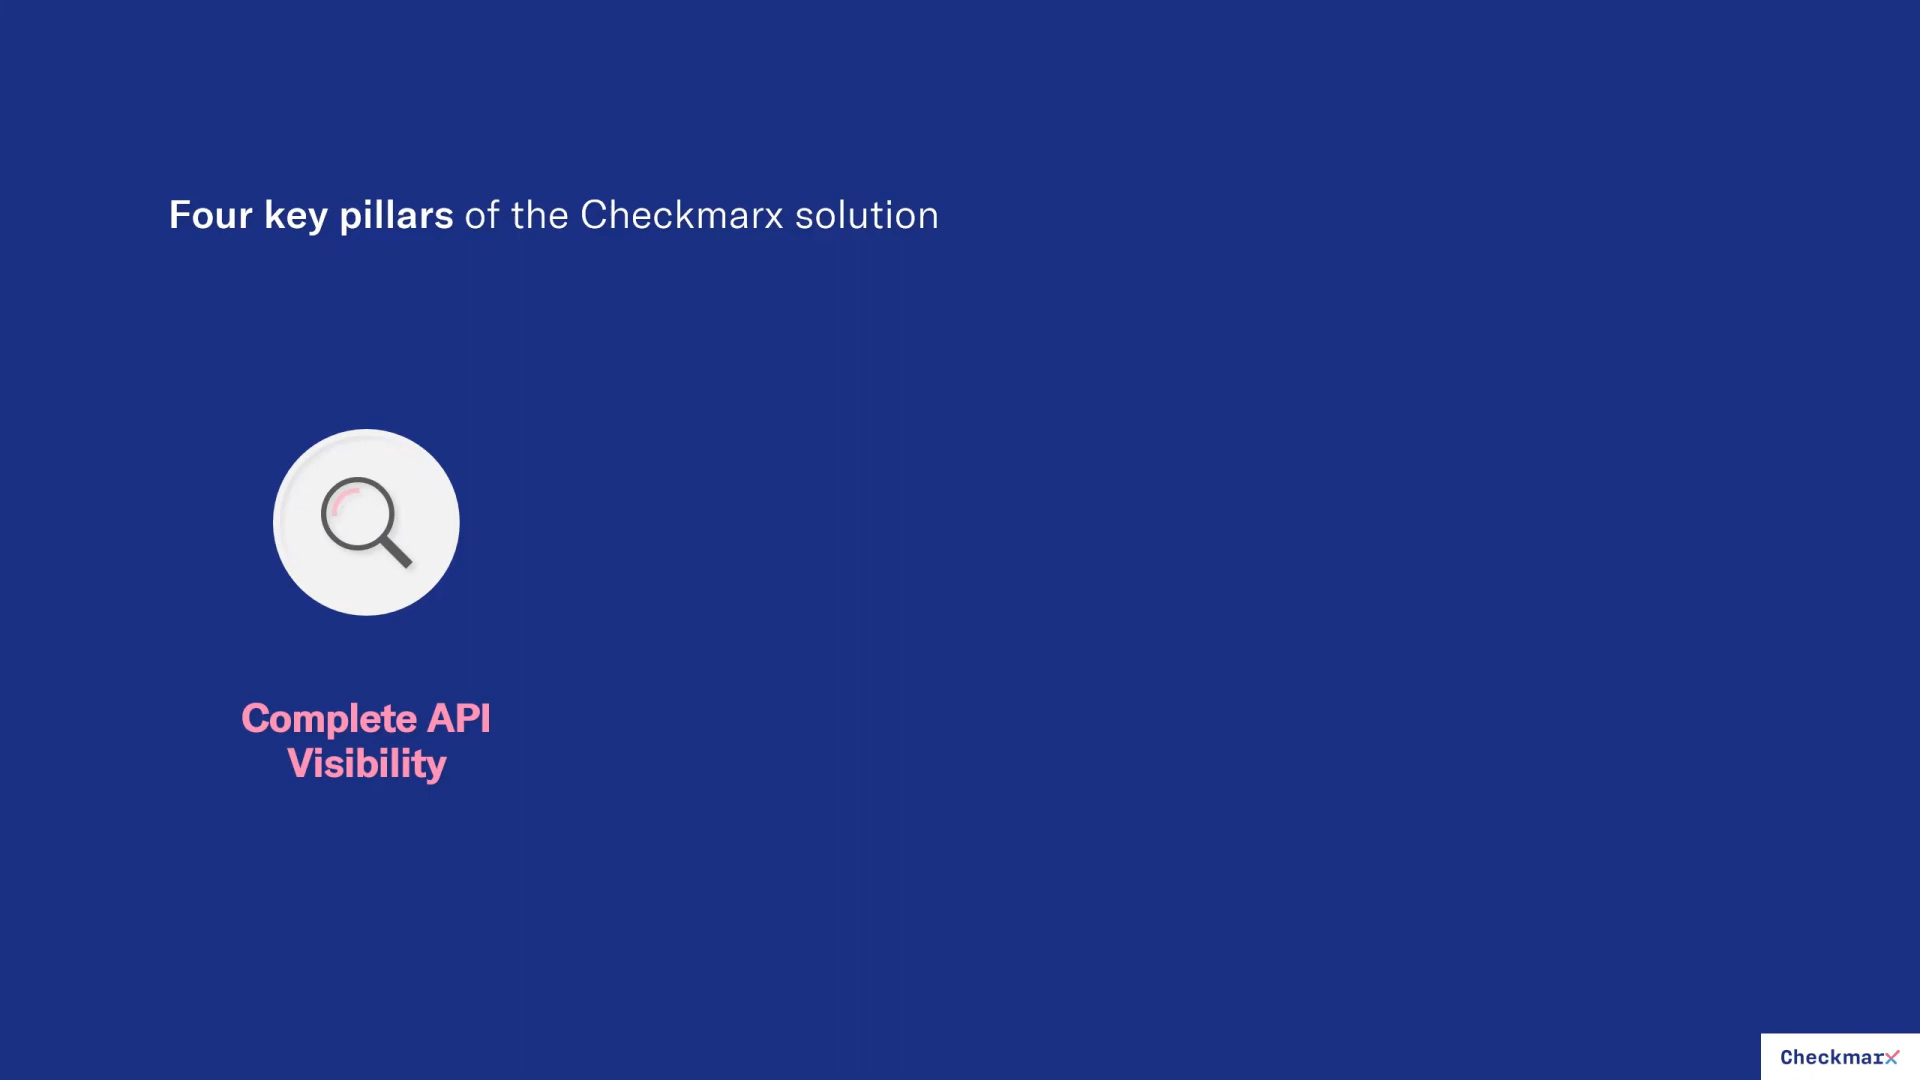 Four key pillars of the Checkmarx solution
Complete API
Visibility
Checkmarx